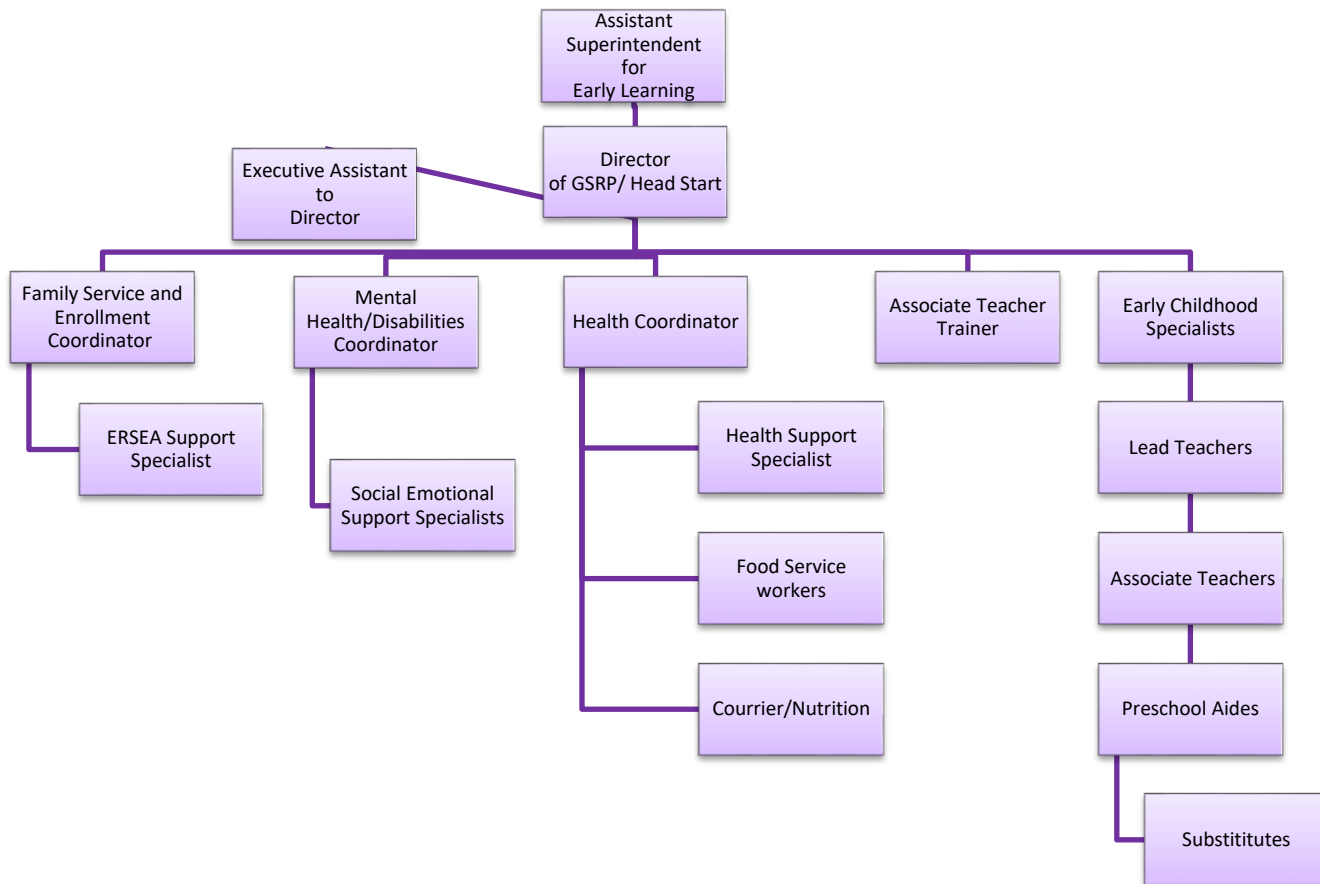 Assistant
Superintendent
for
Early Learning
Executive Assistant
to
Director
Director
of GSRP/ Head Start
Family Service and
Enrollment
Coordinator
Mental
Health/Disabilities
Coordinator
Health Coordinator
Associate Teacher
Trainer
Early Childhood
Specialists
ERSEA Support
Specialist
Social Emotional
Support Specialists
Health Support
Specialist
Food Service
workers
Courrier/Nutrition
Lead Teachers
Associate Teachers
Preschool Aides
Substititutes